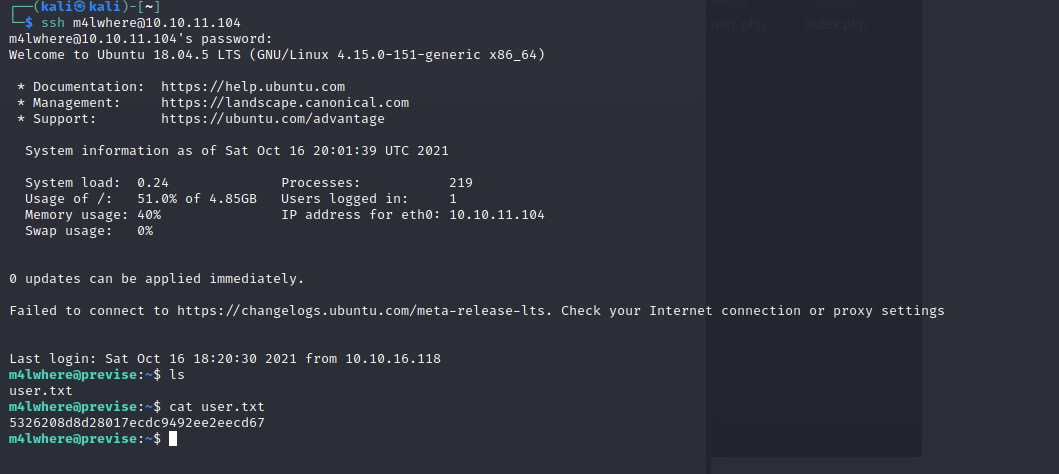 ┌──(kali㉿kali)-[~]
└─$ ssh m4lwhere@10.10.11.104
m4lwhere@10.10.11.104's password:
Welcome to Ubuntu 18.04.5 LTS (GNU/Linux 4.15.0-151-generic x86_64)
* Documentation: https://help.ubuntu.com
* Management: https://landscape.canonical.com
* Support: https://ubuntu.com/advantage
System information as of Sat Oct 16 20:01:39 UTC 2021
System load: 0.24 Processes: 219
Usage of /: 51.0% of 4.85GB Users logged in: 1
Memory usage: 40% IP address for eth0: 10.10.11.104
Swap usage: 0%
0 updates can be applied immediately.
Failed to connect to https://changelogs.ubuntu.com/meta-release-lts. Check your Internet connection or proxy settings
Last login: Sat Oct 16 18:20:30 2021 from 10.10.16.118
m4lwhere@previse:~$ ls
user.txt
m4lwhere@previse:~$ cat user.txt
5326208d8d28017ecdc9492ee2eecd67
m4lwhere@previse:~$
index.php